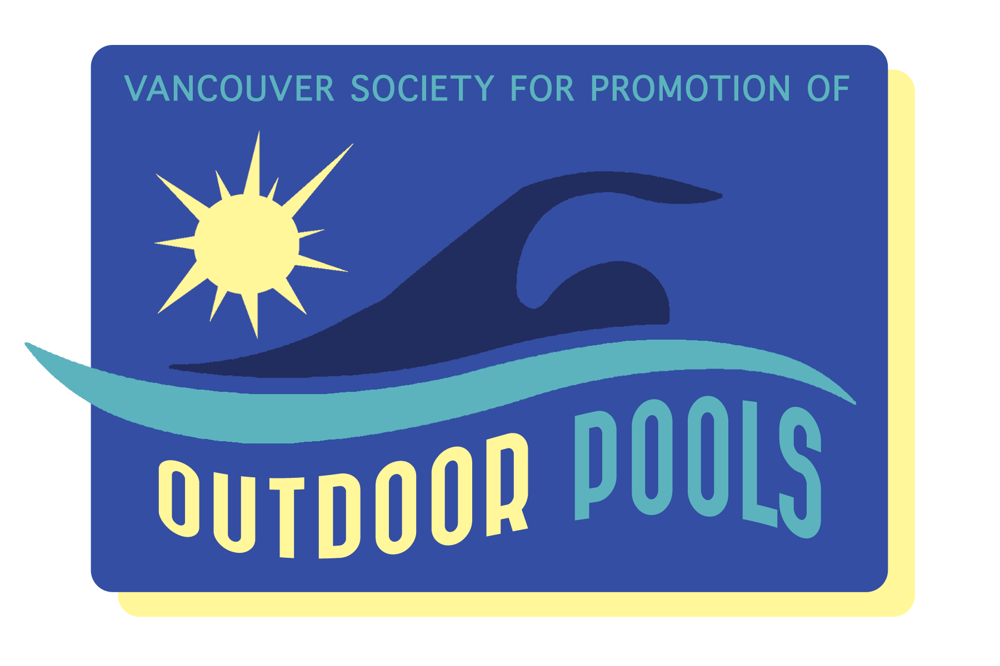 VANCOUVER SOCIETY FOR PROMOTION OF
OUTDOOR POOLS